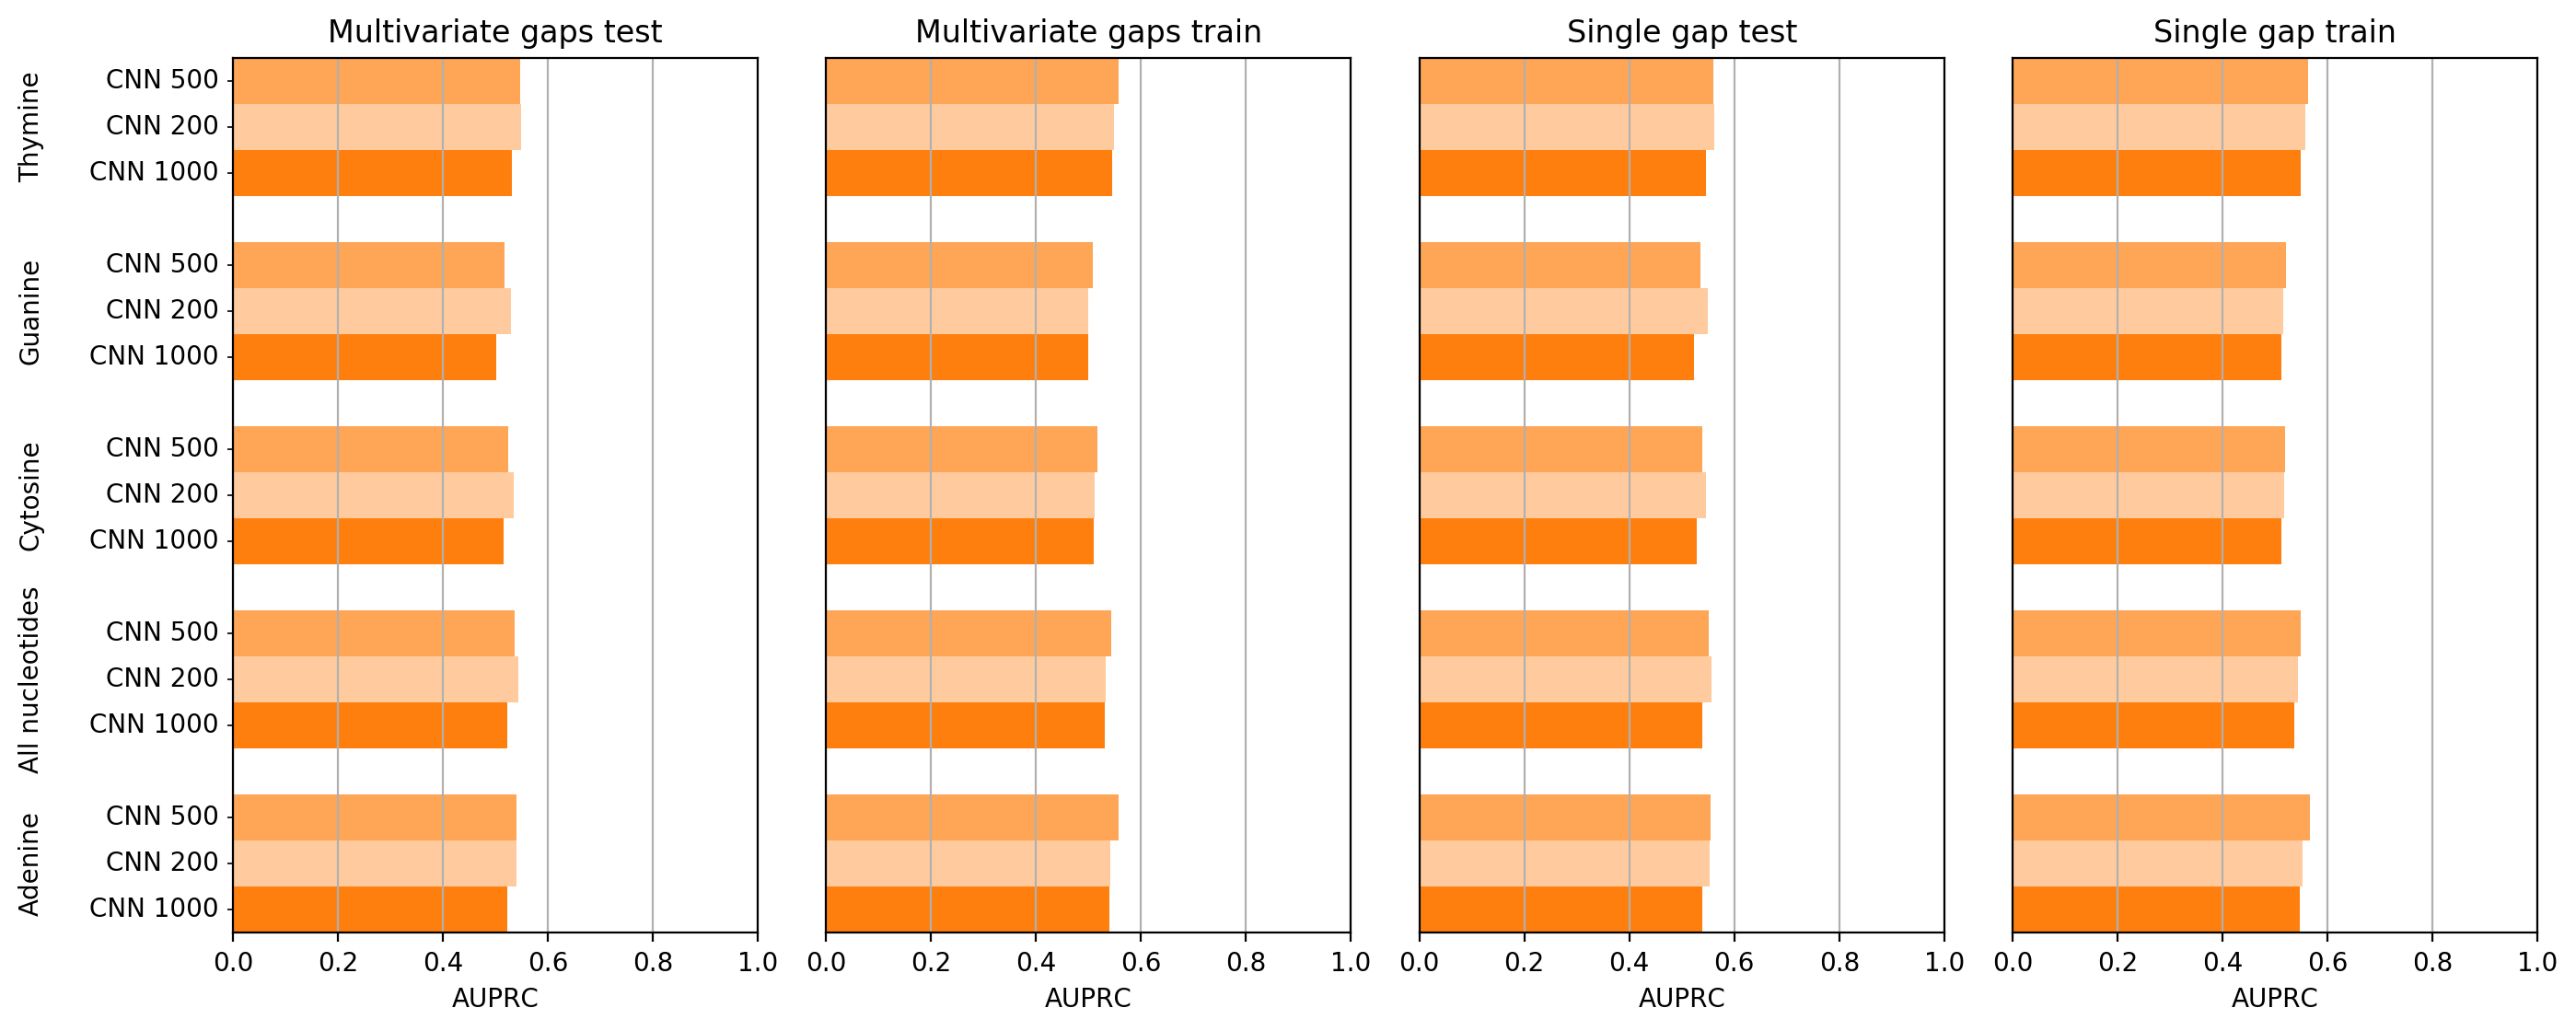 Multivariate gaps test
Multivariate gaps train
Single gap test
Single gap train
Thymine
CNN 500
CNN 200
CNN 1000
Guanine
CNN 500
CNN 200
CNN 1000
Cytosine
CNN 500
CNN 200
CNN 1000
All nucleotides
CNN 500
CNN 200
CNN 1000
Adenine
CNN 500
CNN 200
CNN 1000
0.0 0.2 0.4 0.6 0.8 1.0
0.0 0.2 0.4 0.6 0.8 1.0
0.0 0.2 0.4 0.6 0.8 1.0
0.0 0.2 0.4 0.6 0.8 1.0
AUPRC
AUPRC
AUPRC
AUPRC